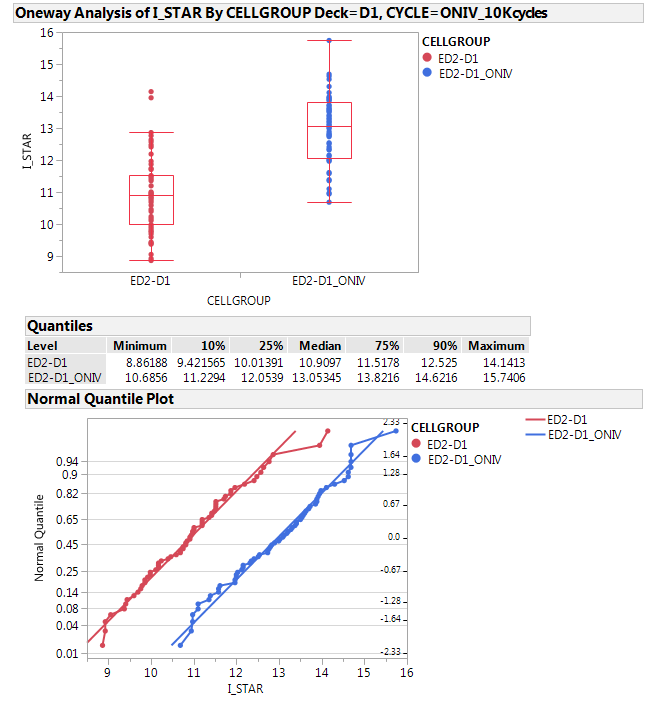 Oneway Analysis of I_STAR By CELLGROUP Deck=D1, CYCLE=ONIV_10Kcycles
16
15
14
13
12
11
10
9
I_STAR
ED2-D1
ED2-D1_ONIV
CELLGROUP
CELLGROUP
ED2-D1
ED2-D1_ONIV
Quantiles
Level Minimum 10% 25% Median 75% 90% Maximum
ED2-D1 8.86188 9.421565 10.01391 10.9097 11.5178 12.525 14.1413
ED2-D1_ONIV 10.6856 11.2294 12.0539 13.05345 13.8216 14.6216 15.7406
Normal Quantile Plot
0.94
0.9
0.82
0.65
0.45
0.25
0.14
0.08
0.04
0.01
Normal Quantile
2.33
1.64
1.28
0.67
0.0
-0.67
-1.28
-1.64
-2.33
9 10 11 12 13 14 15 16
I_STAR
CELLGROUP
ED2-D1
ED2-D1_ONIV
ED2-D1
ED2-D1_ONIV